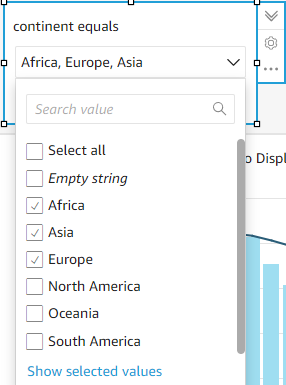 continent equals
Africa, Europe, Asia
Search value
Select all
Empty string
o Displ
Africa
Asia
Europe
North America
Oceania
South America
Show selected values